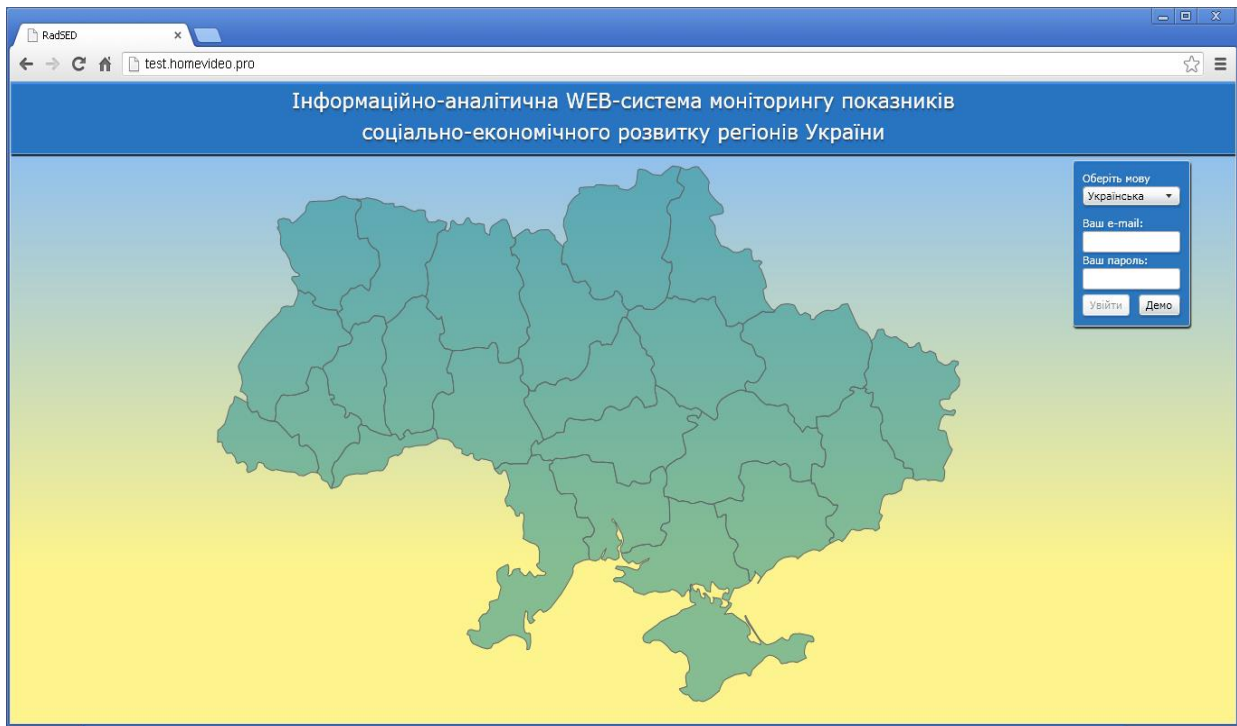 RadSED
test.homevideo.pro
Інформаційно-аналітична WEB-система моніторингу показників
соціально-економічного розвитку регіонів України
Оберіть мову
Українська
Ваш e-mail:
Ваш пароль:
Увійти Демо